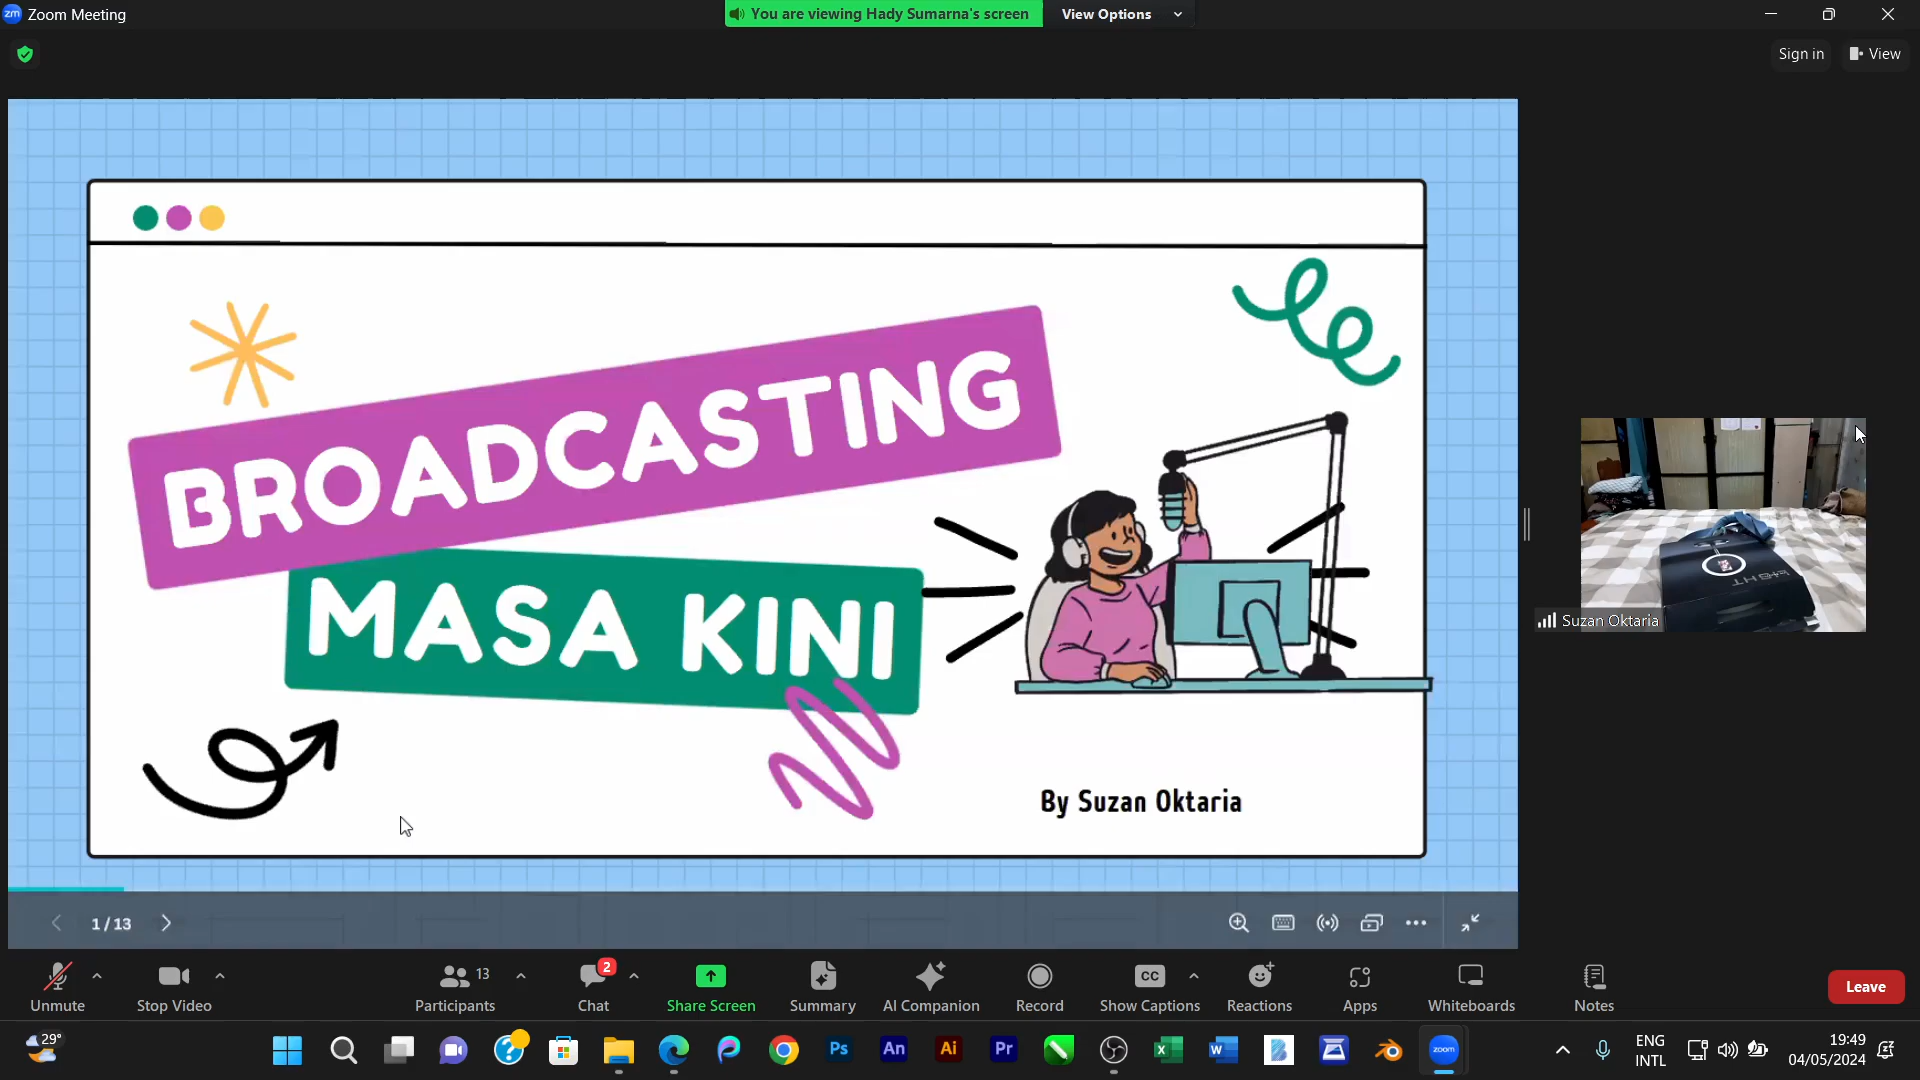 Zoom Meeting
You are viewing Hady Sumarna's screen
View Options
Sign in
View
BROADCASTING
MASA KINI
By Suzan Oktaria
Suzan Oktaria
1 / 13
Unmute
Stop Video
Participants
13
Chat
2
Share Screen
Summary
AI Companion
Record
CC
Show Captions
Reactions
Apps
Whiteboards
Notes
Leave
29°
Ps
An
Ai
Pr
zoom
ENG
INTL
19:49
04/05/2024